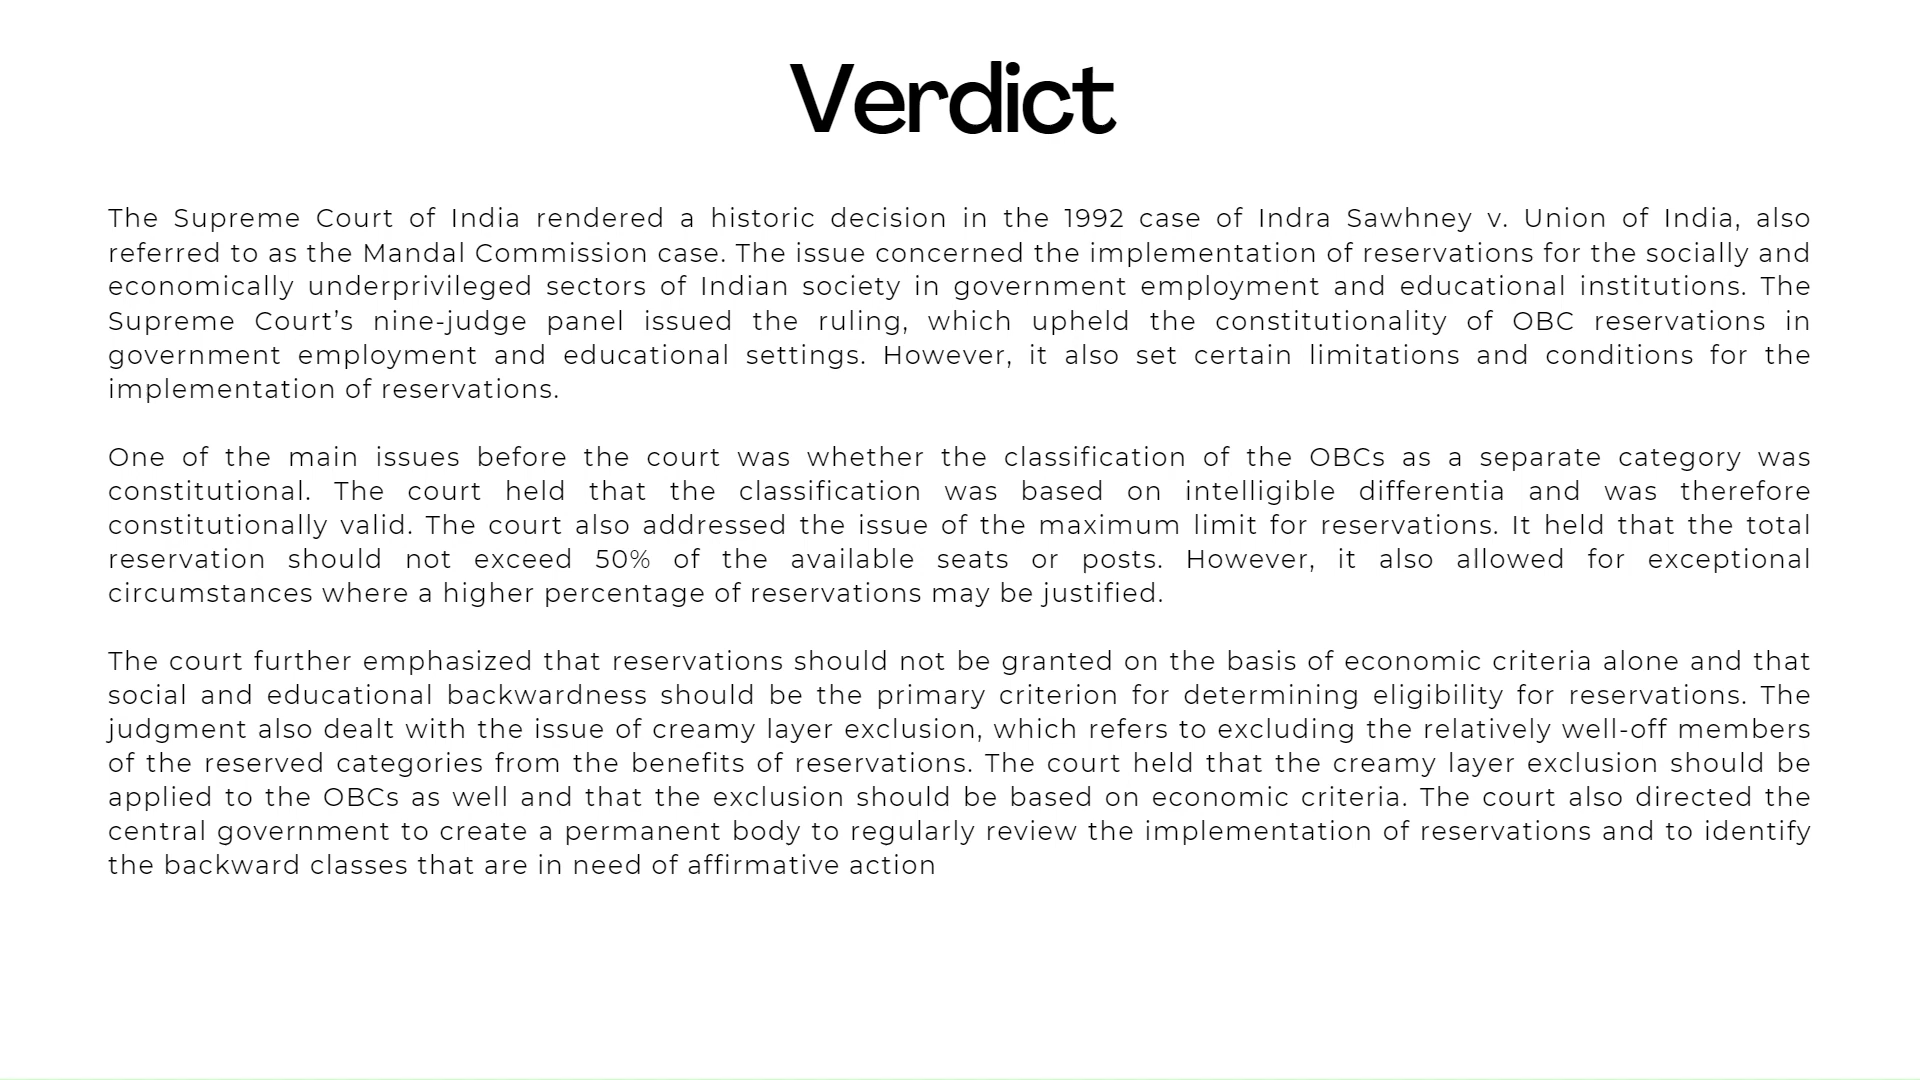 Verdict
The Supreme Court of India rendered a historic decision in the 1992 case of Indra Sawhney v. Union of India, also
referred to as the Mandal Commission case. The issue concerned the implementation of reservations for the socially and
economically underprivileged sectors of Indian society in government employment and educational institutions. The
Supreme Court’s nine-judge panel issued the ruling, which upheld the constitutionality of OBC reservations in
government employment and educational settings. However, it also set certain limitations and conditions for the
implementation of reservations.
One of the main issues before the court was whether the classification of the OBCs as a separate category was
constitutional. The court held that the classification was based on intelligible differentia and was therefore
constitutionally valid. The court also addressed the issue of the maximum limit for reservations. It held that the total
reservation should not exceed 50% of the available seats or posts. However, it also allowed for exceptional
circumstances where a higher percentage of reservations may be justified.
The court further emphasized that reservations should not be granted on the basis of economic criteria alone and that
social and educational backwardness should be the primary criterion for determining eligibility for reservations. The
judgment also dealt with the issue of creamy layer exclusion, which refers to excluding the relatively well-off members
of the reserved categories from the benefits of reservations. The court held that the creamy layer exclusion should be
applied to the OBCs as well and that the exclusion should be based on economic criteria. The court also directed the
central government to create a permanent body to regularly review the implementation of reservations and to identify
the backward classes that are in need of affirmative action